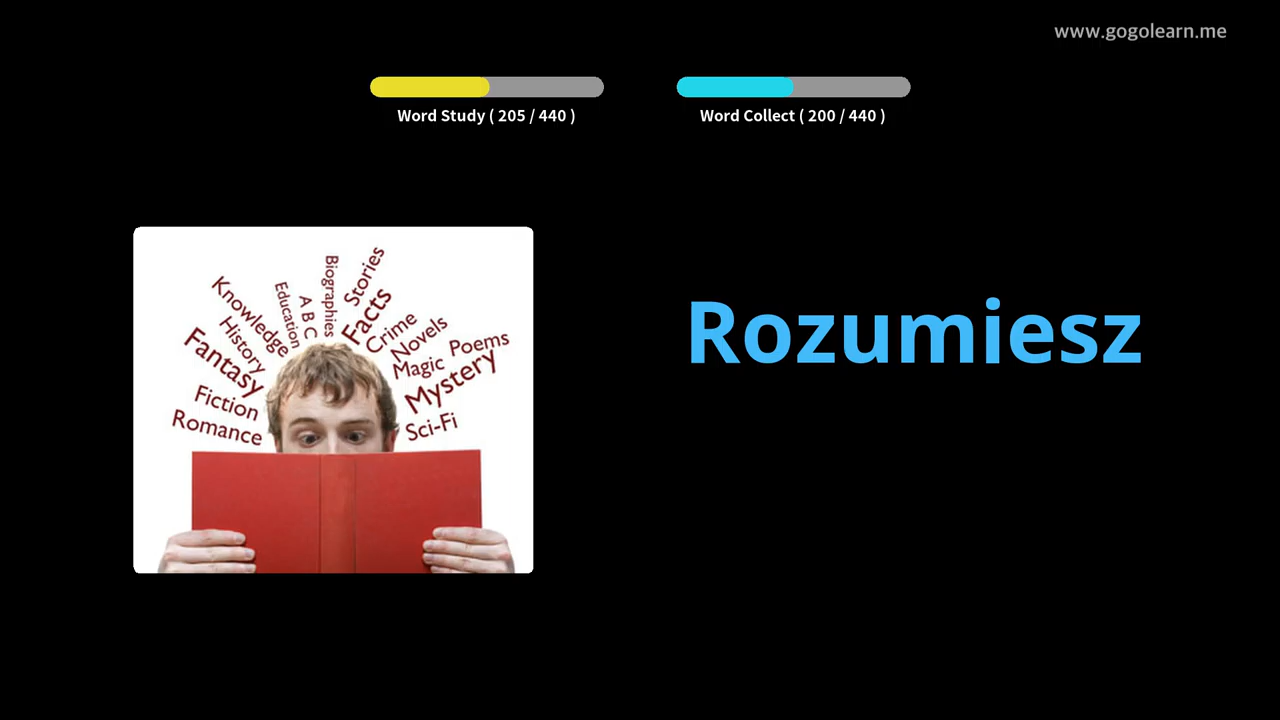 www.gogolearn.me
Word Study ( 205 / 440 )
Word Collect ( 200 / 440 )
Rozumiesz
Biographies
Stories
Knowledge
Education
A B C
Facts
History
Crime
Novels
Fantasy
Magic
Poems
Fiction
Mystery
Romance
Sci-Fi